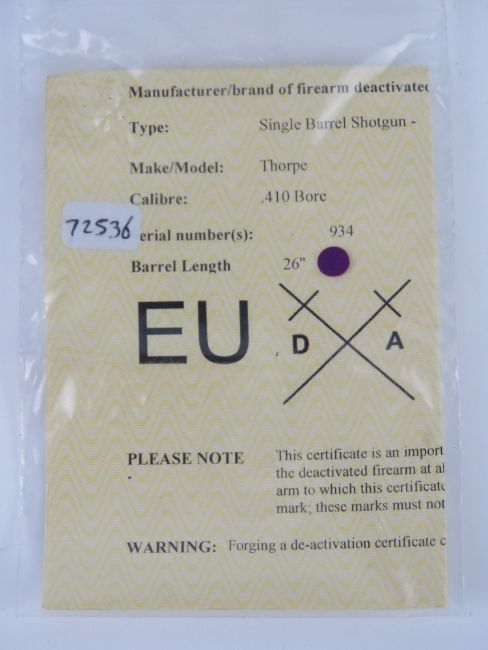 Manufacturer/brand of firearm deactivated
Type: Single Barrel Shotgun -
Make/Model: Thorpe
Calibre: .410 Bore
72536
erial number(s): 934
Barrel Length 26"
EU D A
PLEASE NOTE This certificate is an import
the deactivated firearm at al
arm to which this certificate
mark; these marks must not
WARNING: Forging a de-activation certificate c